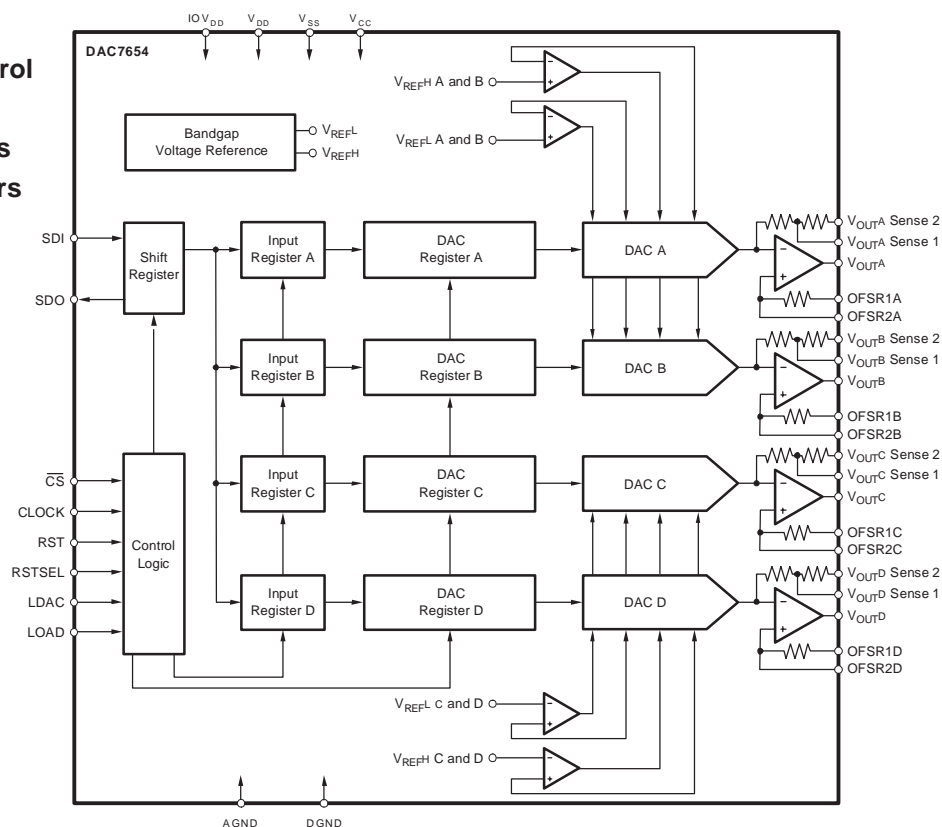 IO VDD VDD VSS VCC
DAC7654
rol
s
rs
VREFH A and B
VREFL A and B
Bandgap
Voltage Reference
VREFL
VREFH
SDI
SDO
Shift
Register
Input
Register A
DAC
Register A
DAC A
VOUTA Sense 2
VOUTA Sense 1
VOUTA
OFSR1A
OFSR2A
Input
Register B
DAC
Register B
DAC B
VOUTB Sense 2
VOUTB Sense 1
VOUTB
OFSR1B
OFSR2B
CS
CLOCK
RST
RSTSEL
LDAC
LOAD
Control
Logic
Input
Register C
DAC
Register C
DAC C
VOUTC Sense 2
VOUTC Sense 1
VOUTC
OFSR1C
OFSR2C
Input
Register D
DAC
Register D
DAC D
VOUTD Sense 2
VOUTD Sense 1
VOUTD
OFSR1D
OFSR2D
VREFL C and D
VREFH C and D
AGND DGND